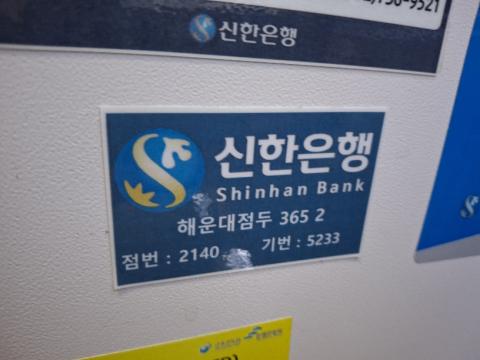 신한은행
신한은행
Shinhan Bank
해운대점두 365 2
점번 : 2140 기번 : 5233